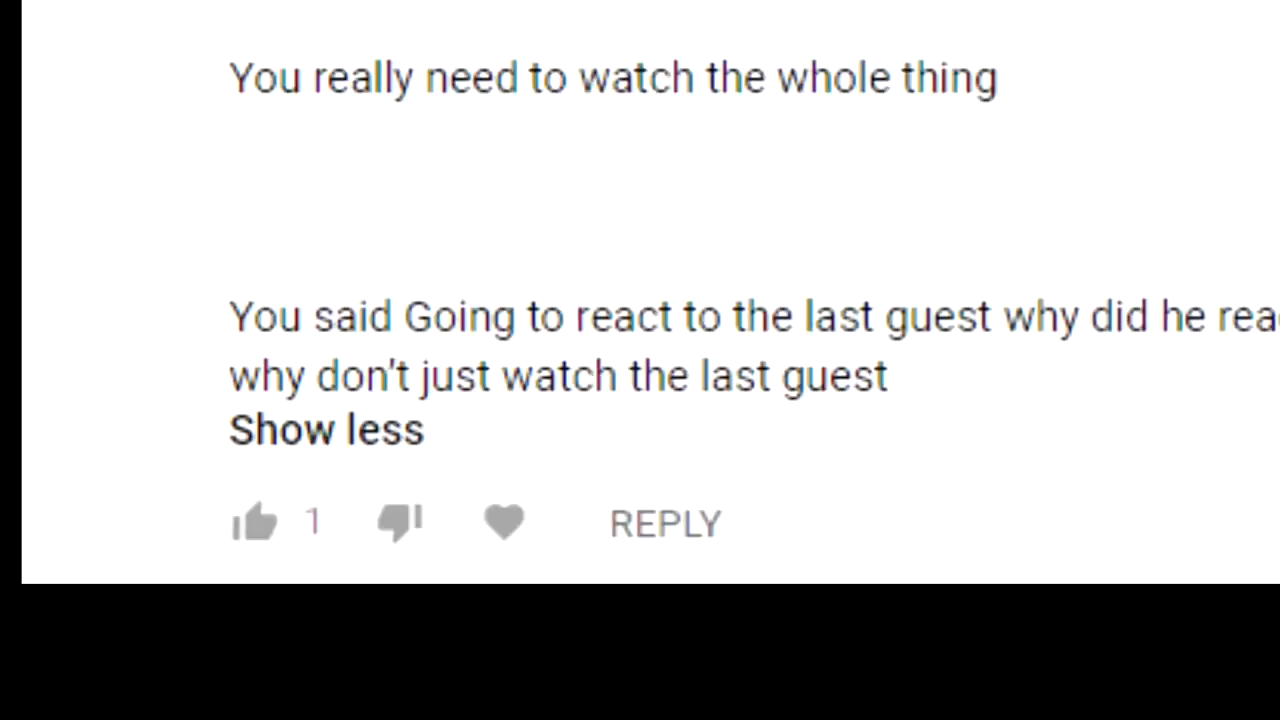 You really need to watch the whole thing
You said Going to react to the last guest why did he
why don't just watch the last guest
Show less
1
REPLY